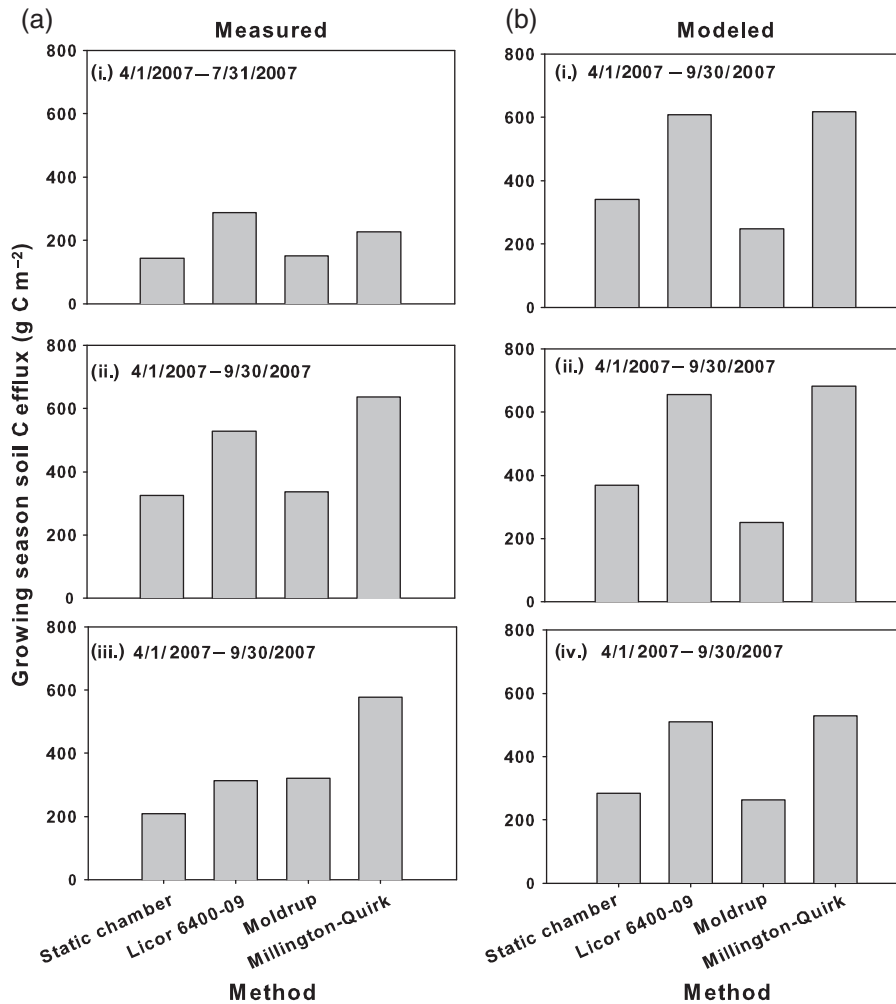 (a)
Measured
Growing season soil C efflux (g C m⁻²)
(i.) 4/1/2007—7/31/2007
800
600
400
200
0
(ii.) 4/1/2007—9/30/2007
800
600
400
200
0
(iii.) 4/1/2007—9/30/2007
800
600
400
200
0
Static chamber
Licor 6400-09
Moldrup
Millington-Quirk
Method
(b)
Modeled
(i.) 4/1/2007—9/30/2007
800
600
400
200
0
(ii.) 4/1/2007—9/30/2007
800
600
400
200
0
(iv.) 4/1/2007—9/30/2007
800
600
400
200
0
Static chamber
Licor 6400-09
Moldrup
Millington-Quirk
Method